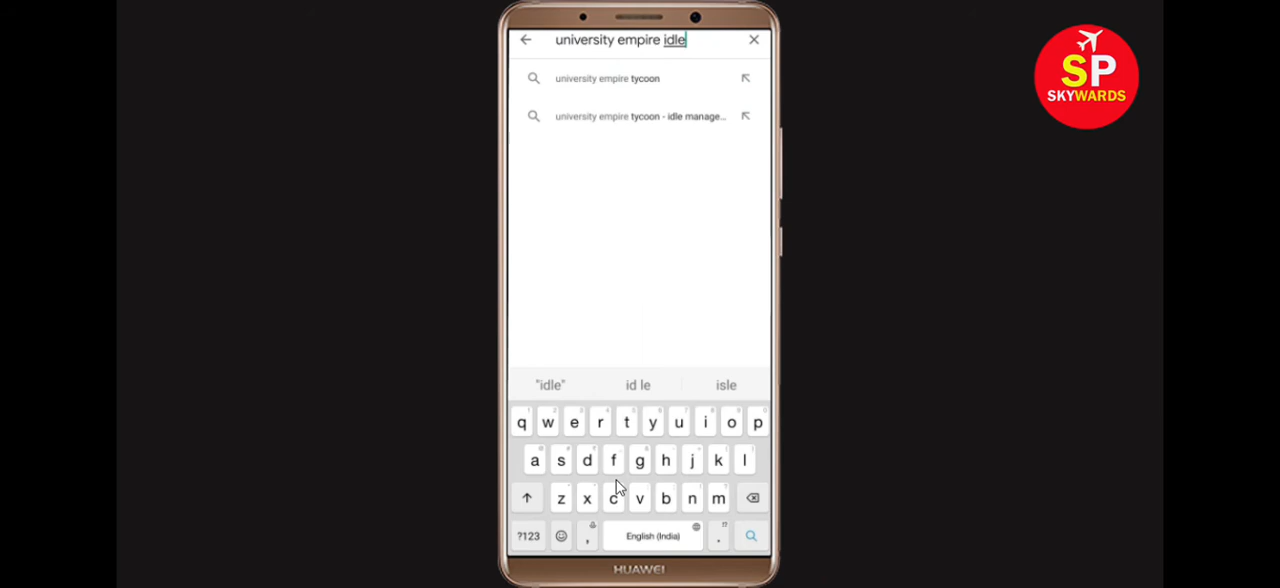 university empire idle
university empire tycoon
university empire tycoon - idle manage...
"idle" id le isle
q w e r t y u i o p
a s d f g h j k l
z x c v b n m
?123 , English (India) .
HUAWEI
SP
SKYWARDS